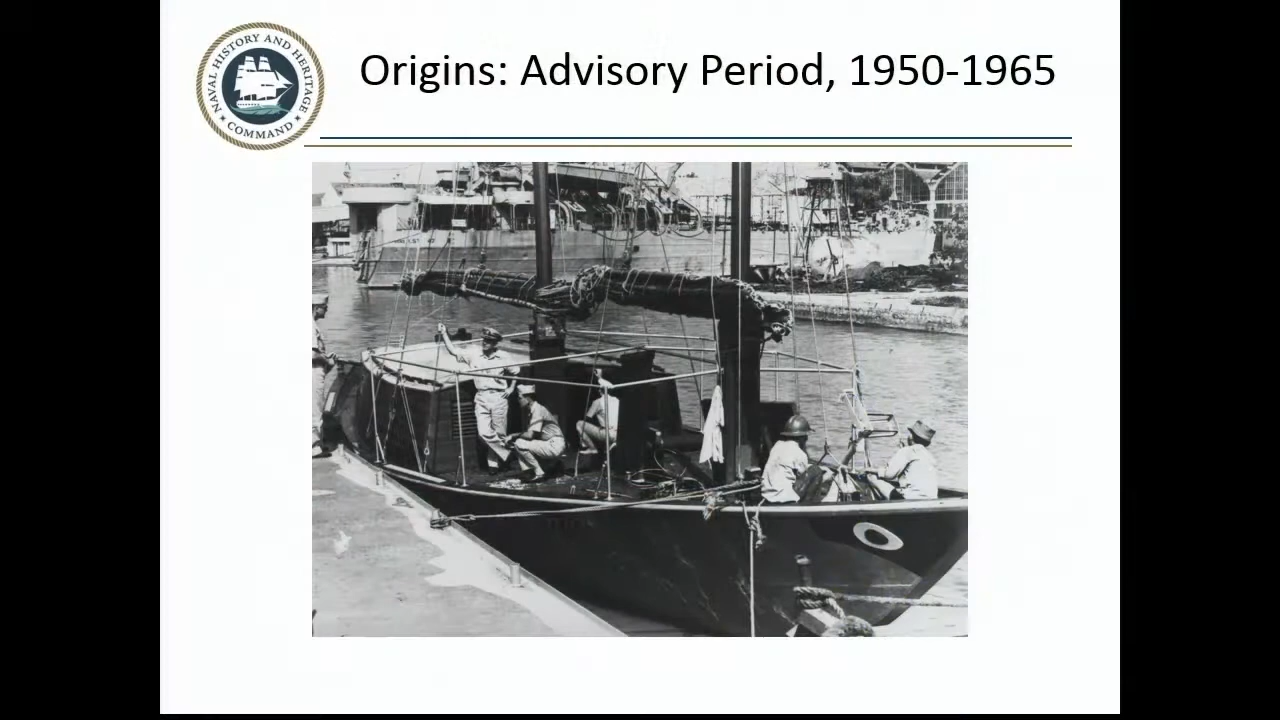 NAVAL HISTORY AND HERITAGE
COMMAND
Origins: Advisory Period, 1950-1965